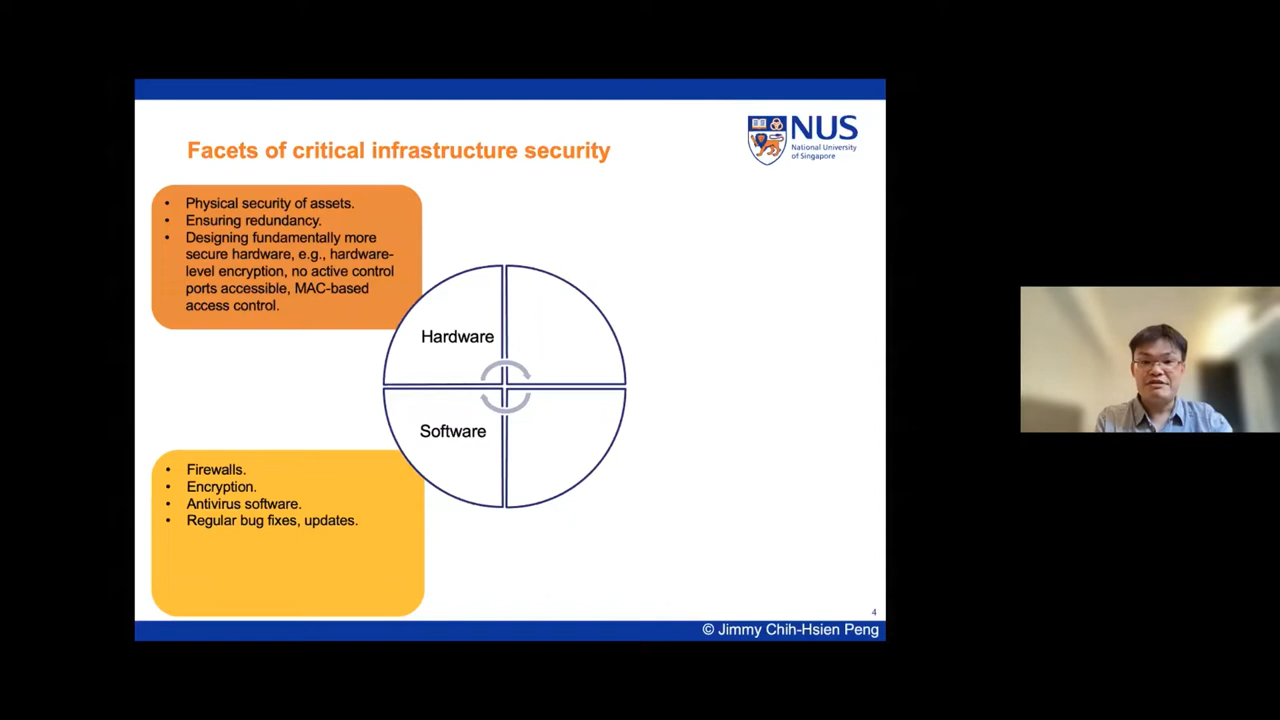 NUS
National University
of Singapore
Facets of critical infrastructure security
• Physical security of assets.
• Ensuring redundancy.
• Designing fundamentally more
secure hardware, e.g., hardware-
level encryption, no active control
ports accessible, MAC-based
access control.
Hardware
Software
• Firewalls.
• Encryption.
• Antivirus software.
• Regular bug fixes, updates.
4
© Jimmy Chih-Hsien Peng